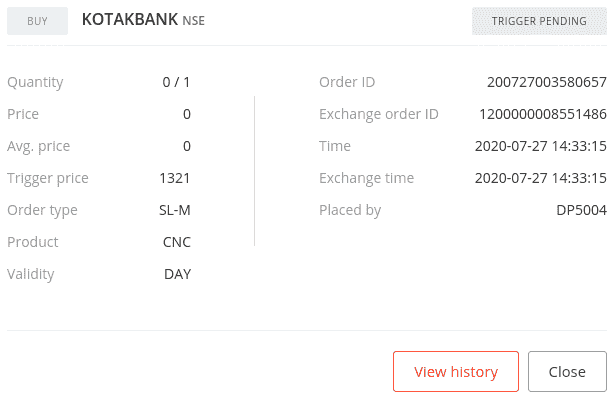 BUY KOTAKBANK NSE TRIGGER PENDING
Quantity 0 / 1
Price 0
Avg. price 0
Trigger price 1321
Order type SL-M
Product CNC
Validity DAY
Order ID 200727003580657
Exchange order ID 1200000008551486
Time 2020-07-27 14:33:15
Exchange time 2020-07-27 14:33:15
Placed by DP5004
View history Close